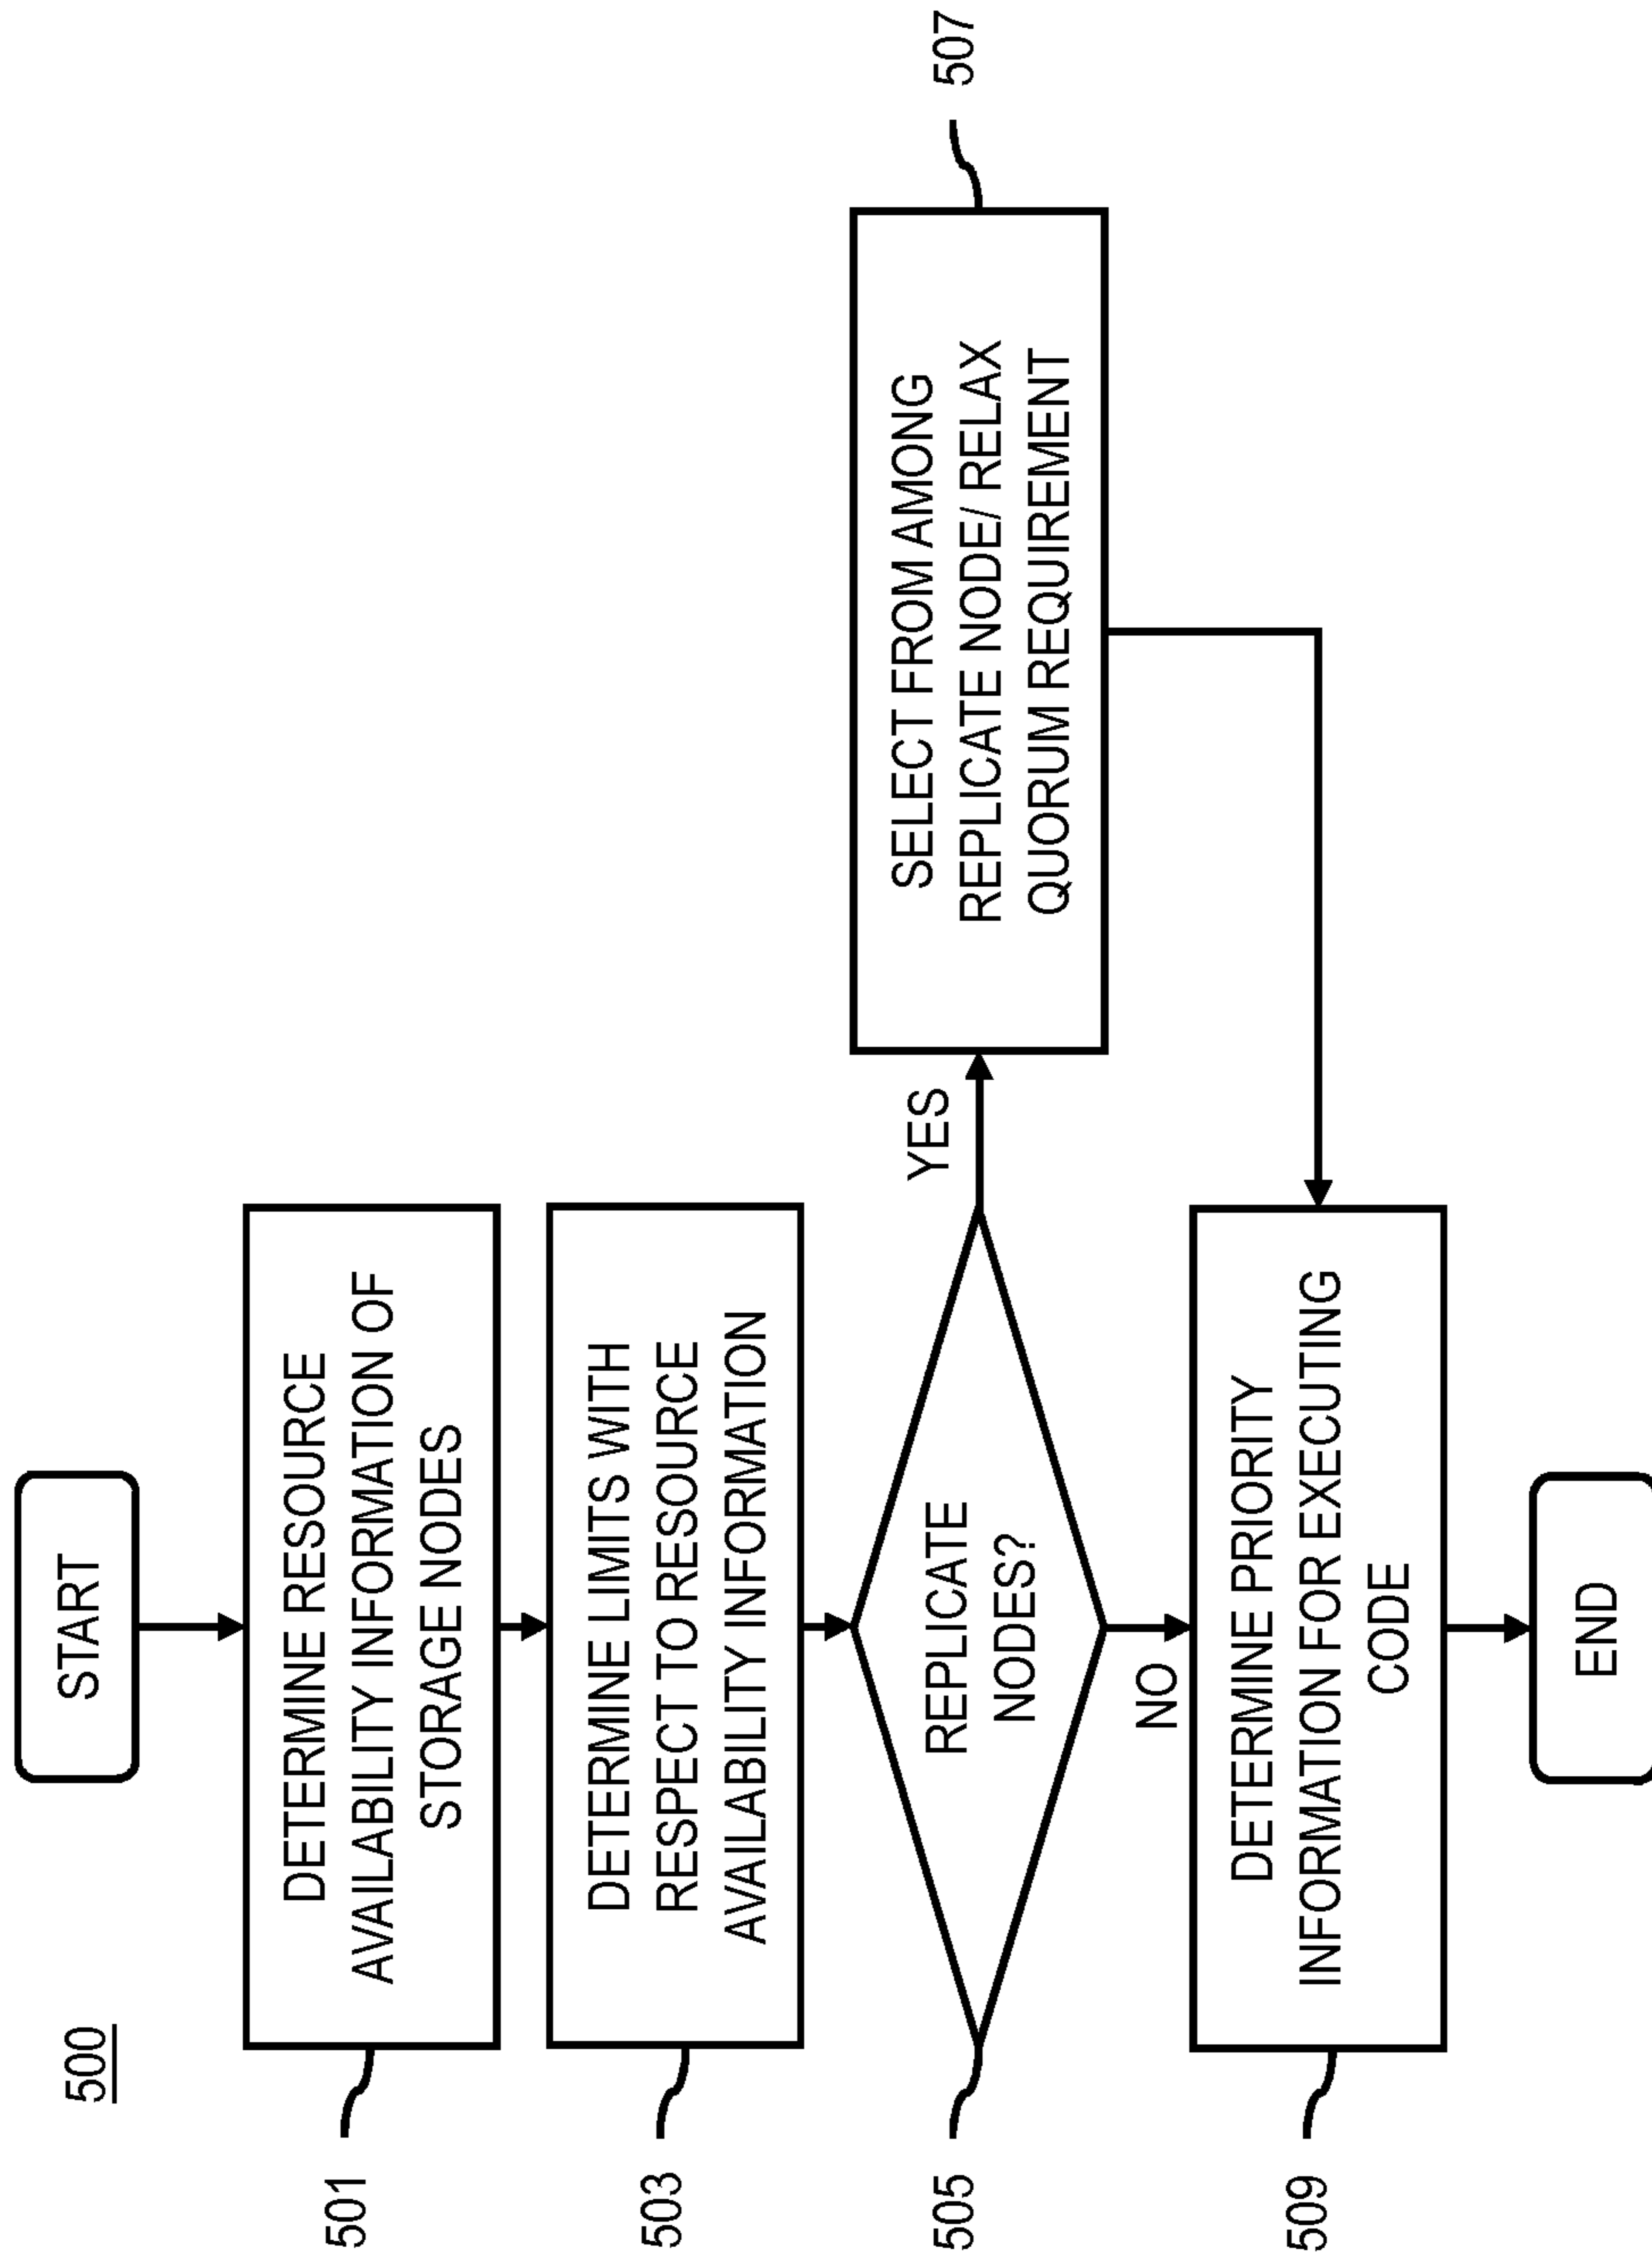 500
START
501
DETERMINE RESOURCE
AVAILABILITY INFORMATION OF
STORAGE NODES
503
DETERMINE LIMITS WITH
RESPECT TO RESOURCE
AVAILABILITY INFORMATION
505
REPLICATE
NODES?
YES
SELECT FROM AMONG
REPLICATE NODE/ RELAX
QUORUM REQUIREMENT
507
NO
509
DETERMINE PRIORITY
INFORMATION FOR EXECUTING
CODE
END